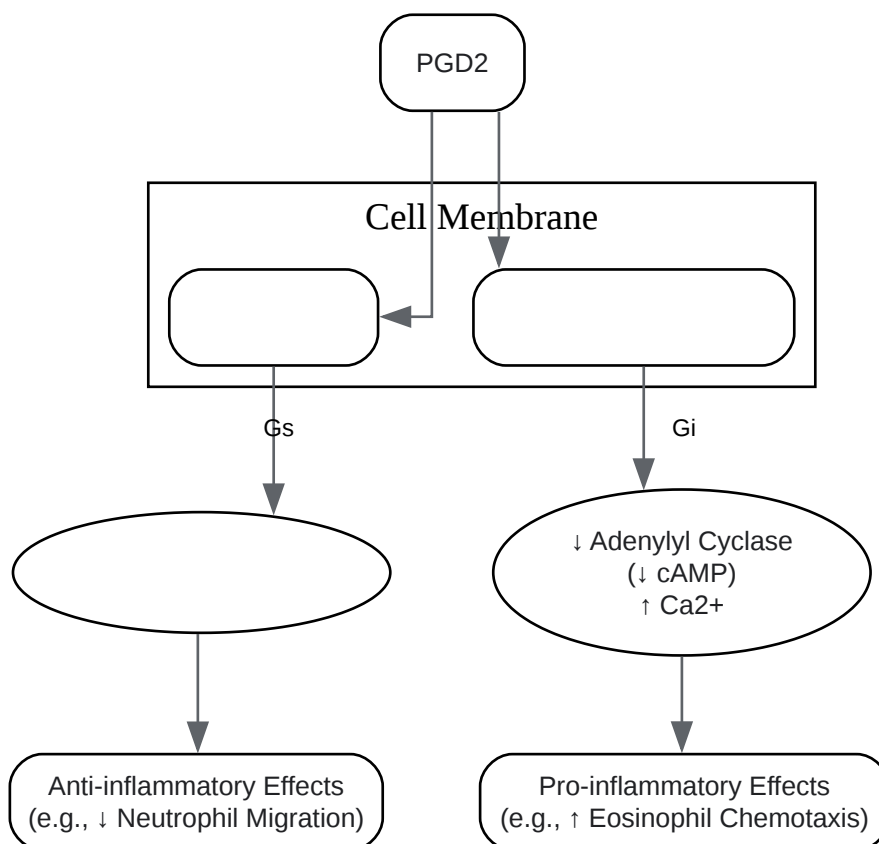 PGD2
Cell Membrane
Gs
Gi
↓ Adenylyl Cyclase
(↓ cAMP)
↑ Ca2+
Anti-inflammatory Effects
(e.g., ↓ Neutrophil Migration)
Pro-inflammatory Effects
(e.g., ↑ Eosinophil Chemotaxis)